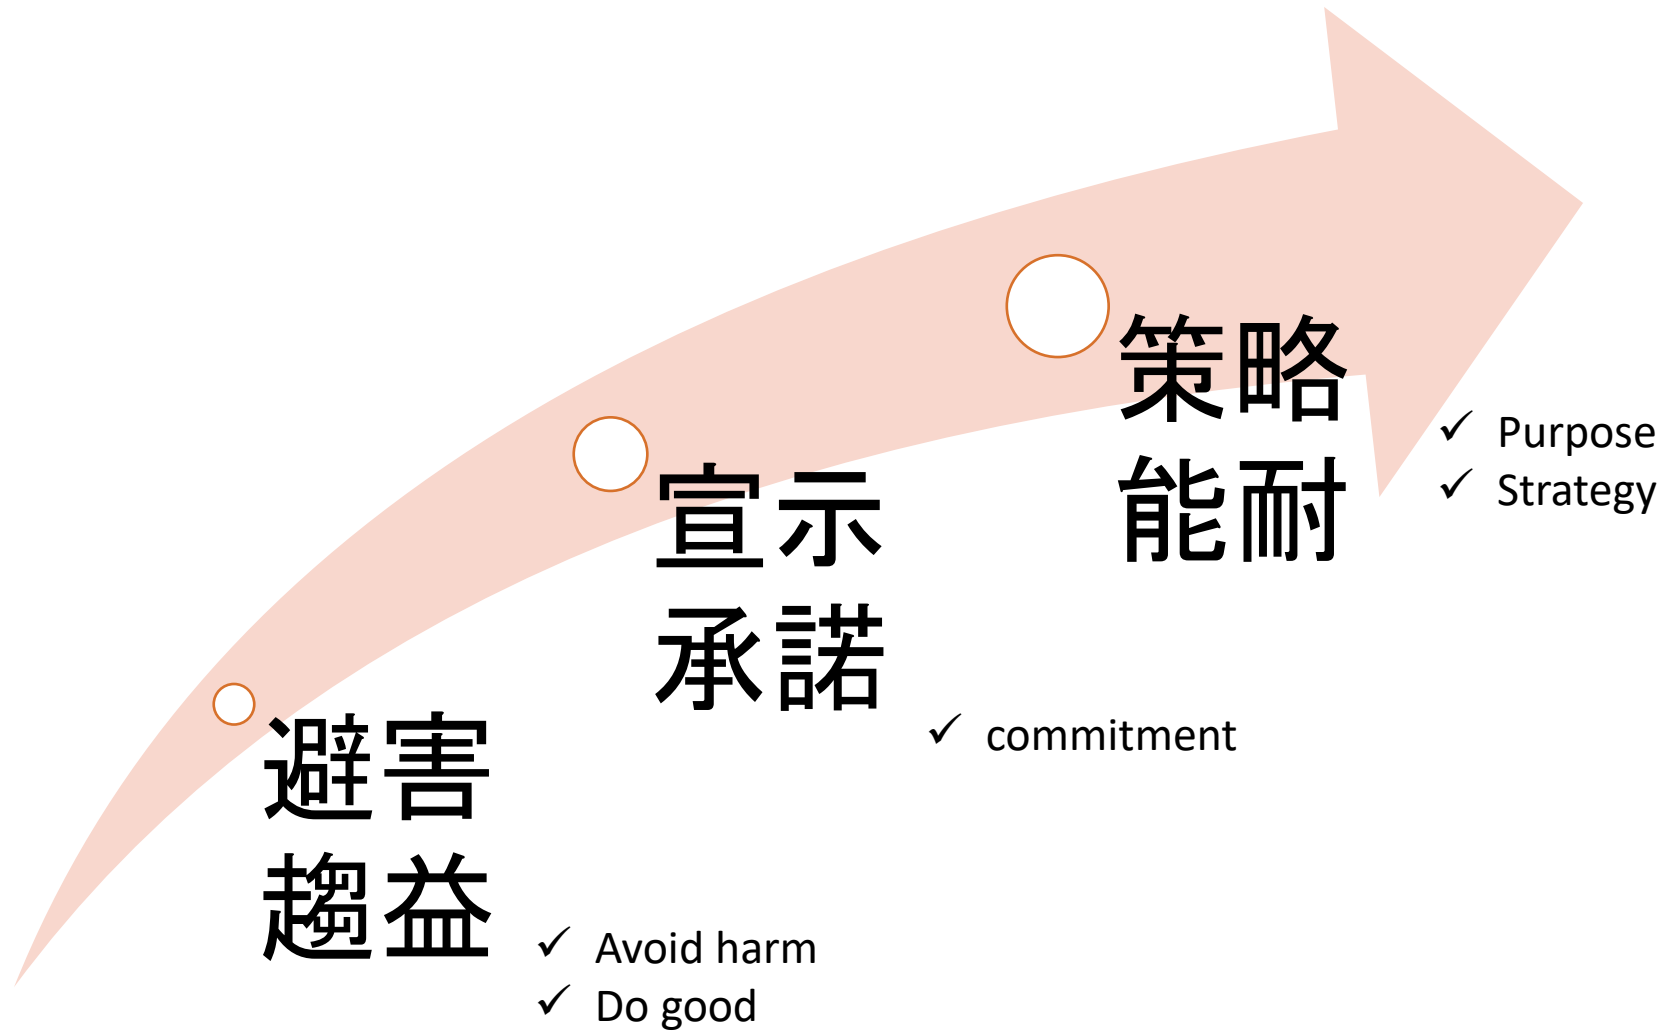 避害
趨益
✓ Avoid harm
✓ Do good
宣示
承諾
✓ commitment
策略
能耐
✓ Purpose
✓ Strategy